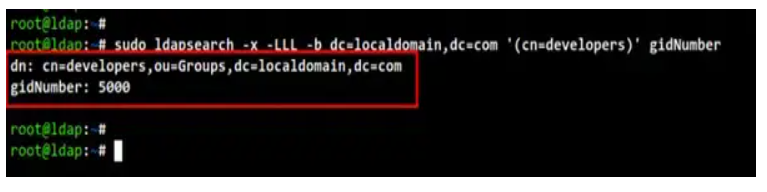 root@ldap:~#
root@ldap:~# sudo ldapsearch -x -LLL -b dc=localdomain,dc=com '(cn=developers)' gidNumber
dn: cn=developers,ou=Groups,dc=localdomain,dc=com
gidNumber: 5000
root@ldap:~#
root@ldap:~#